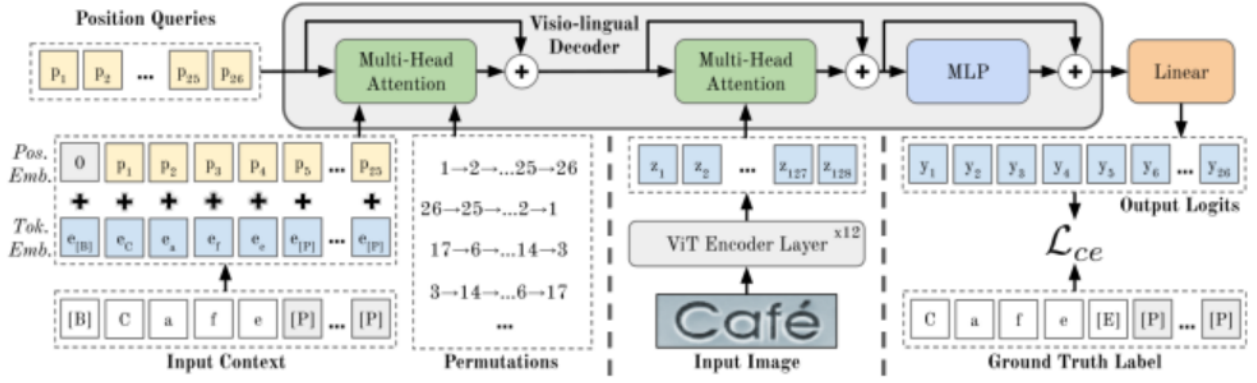 Position Queries
p1 p2 ... p25 p26
Visio-lingual Decoder
Multi-Head Attention
+
Multi-Head Attention
+
MLP
+
Linear
Pos. Emb.
0 p1 p2 p3 p4 p5 ... p25
+ + + + + + +
Tok. Emb.
e[B] eC ea ef ee e[P] ... e[P]
[B] C a f e [P] ... [P]
Input Context
1→2→...25→26
26→25→...2→1
17→6→...14→3
3→14→...6→17
...
Permutations
z1 z2 ... z127 z128
ViT Encoder Layer x12
Café
Input Image
y1 y2 y3 y4 y5 y6 ... y26
Output Logits
ℒce
C a f e [E] [P] ... [P]
Ground Truth Label